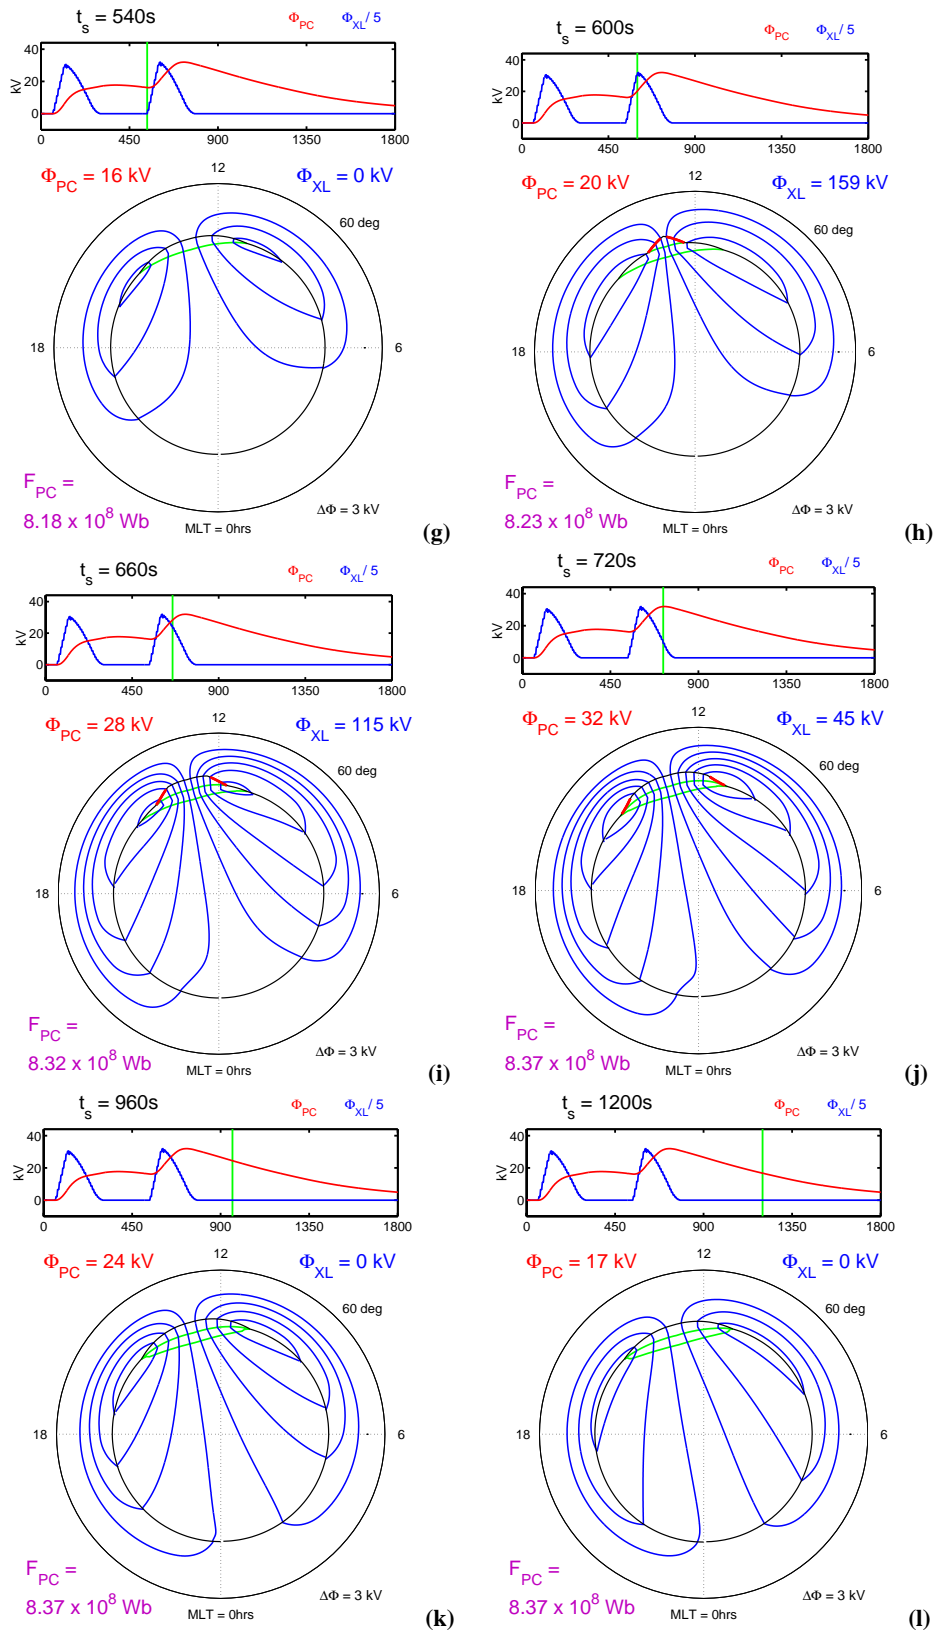 t_s = 540s Φ_PC Φ_XL/ 5
40
20
0
kV
0 450 900 1350 1800
Φ_PC = 16 kV Φ_XL = 0 kV
12
60 deg
18 6
F_PC =
8.18 x 10^8 Wb
MLT = 0hrs
ΔΦ = 3 kV
(g)
t_s = 600s Φ_PC Φ_XL/ 5
40
20
0
kV
0 450 900 1350 1800
Φ_PC = 20 kV Φ_XL = 159 kV
12
60 deg
18 6
F_PC =
8.23 x 10^8 Wb
MLT = 0hrs
ΔΦ = 3 kV
(h)
t_s = 660s Φ_PC Φ_XL/ 5
40
20
0
kV
0 450 900 1350 1800
Φ_PC = 28 kV Φ_XL = 115 kV
12
60 deg
18 6
F_PC =
8.32 x 10^8 Wb
MLT = 0hrs
ΔΦ = 3 kV
(i)
t_s = 720s Φ_PC Φ_XL/ 5
40
20
0
kV
0 450 900 1350 1800
Φ_PC = 32 kV Φ_XL = 45 kV
12
60 deg
18 6
F_PC =
8.37 x 10^8 Wb
MLT = 0hrs
ΔΦ = 3 kV
(j)
t_s = 960s Φ_PC Φ_XL/ 5
40
20
0
kV
0 450 900 1350 1800
Φ_PC = 24 kV Φ_XL = 0 kV
12
60 deg
18 6
F_PC =
8.37 x 10^8 Wb
MLT = 0hrs
ΔΦ = 3 kV
(k)
t_s = 1200s Φ_PC Φ_XL/ 5
40
20
0
kV
0 450 900 1350 1800
Φ_PC = 17 kV Φ_XL = 0 kV
12
60 deg
18 6
F_PC =
8.37 x 10^8 Wb
MLT = 0hrs
ΔΦ = 3 kV
(l)